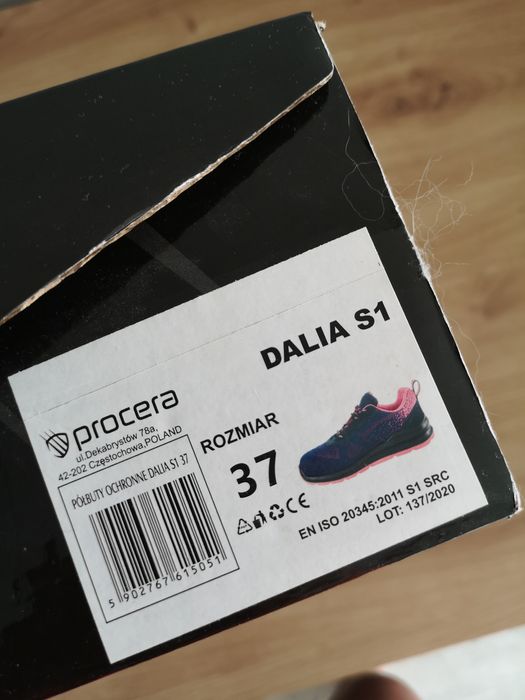 DALIA S1
procera
ul.Dekabrystów 78a,
42-202 Częstochowa,POLAND
ROZMIAR
37
PÓŁBUTY OCHRONNE DALIA S1 37
5 902767 615051
CE
EN ISO 20345:2011 S1 SRC
LOT: 137/2020